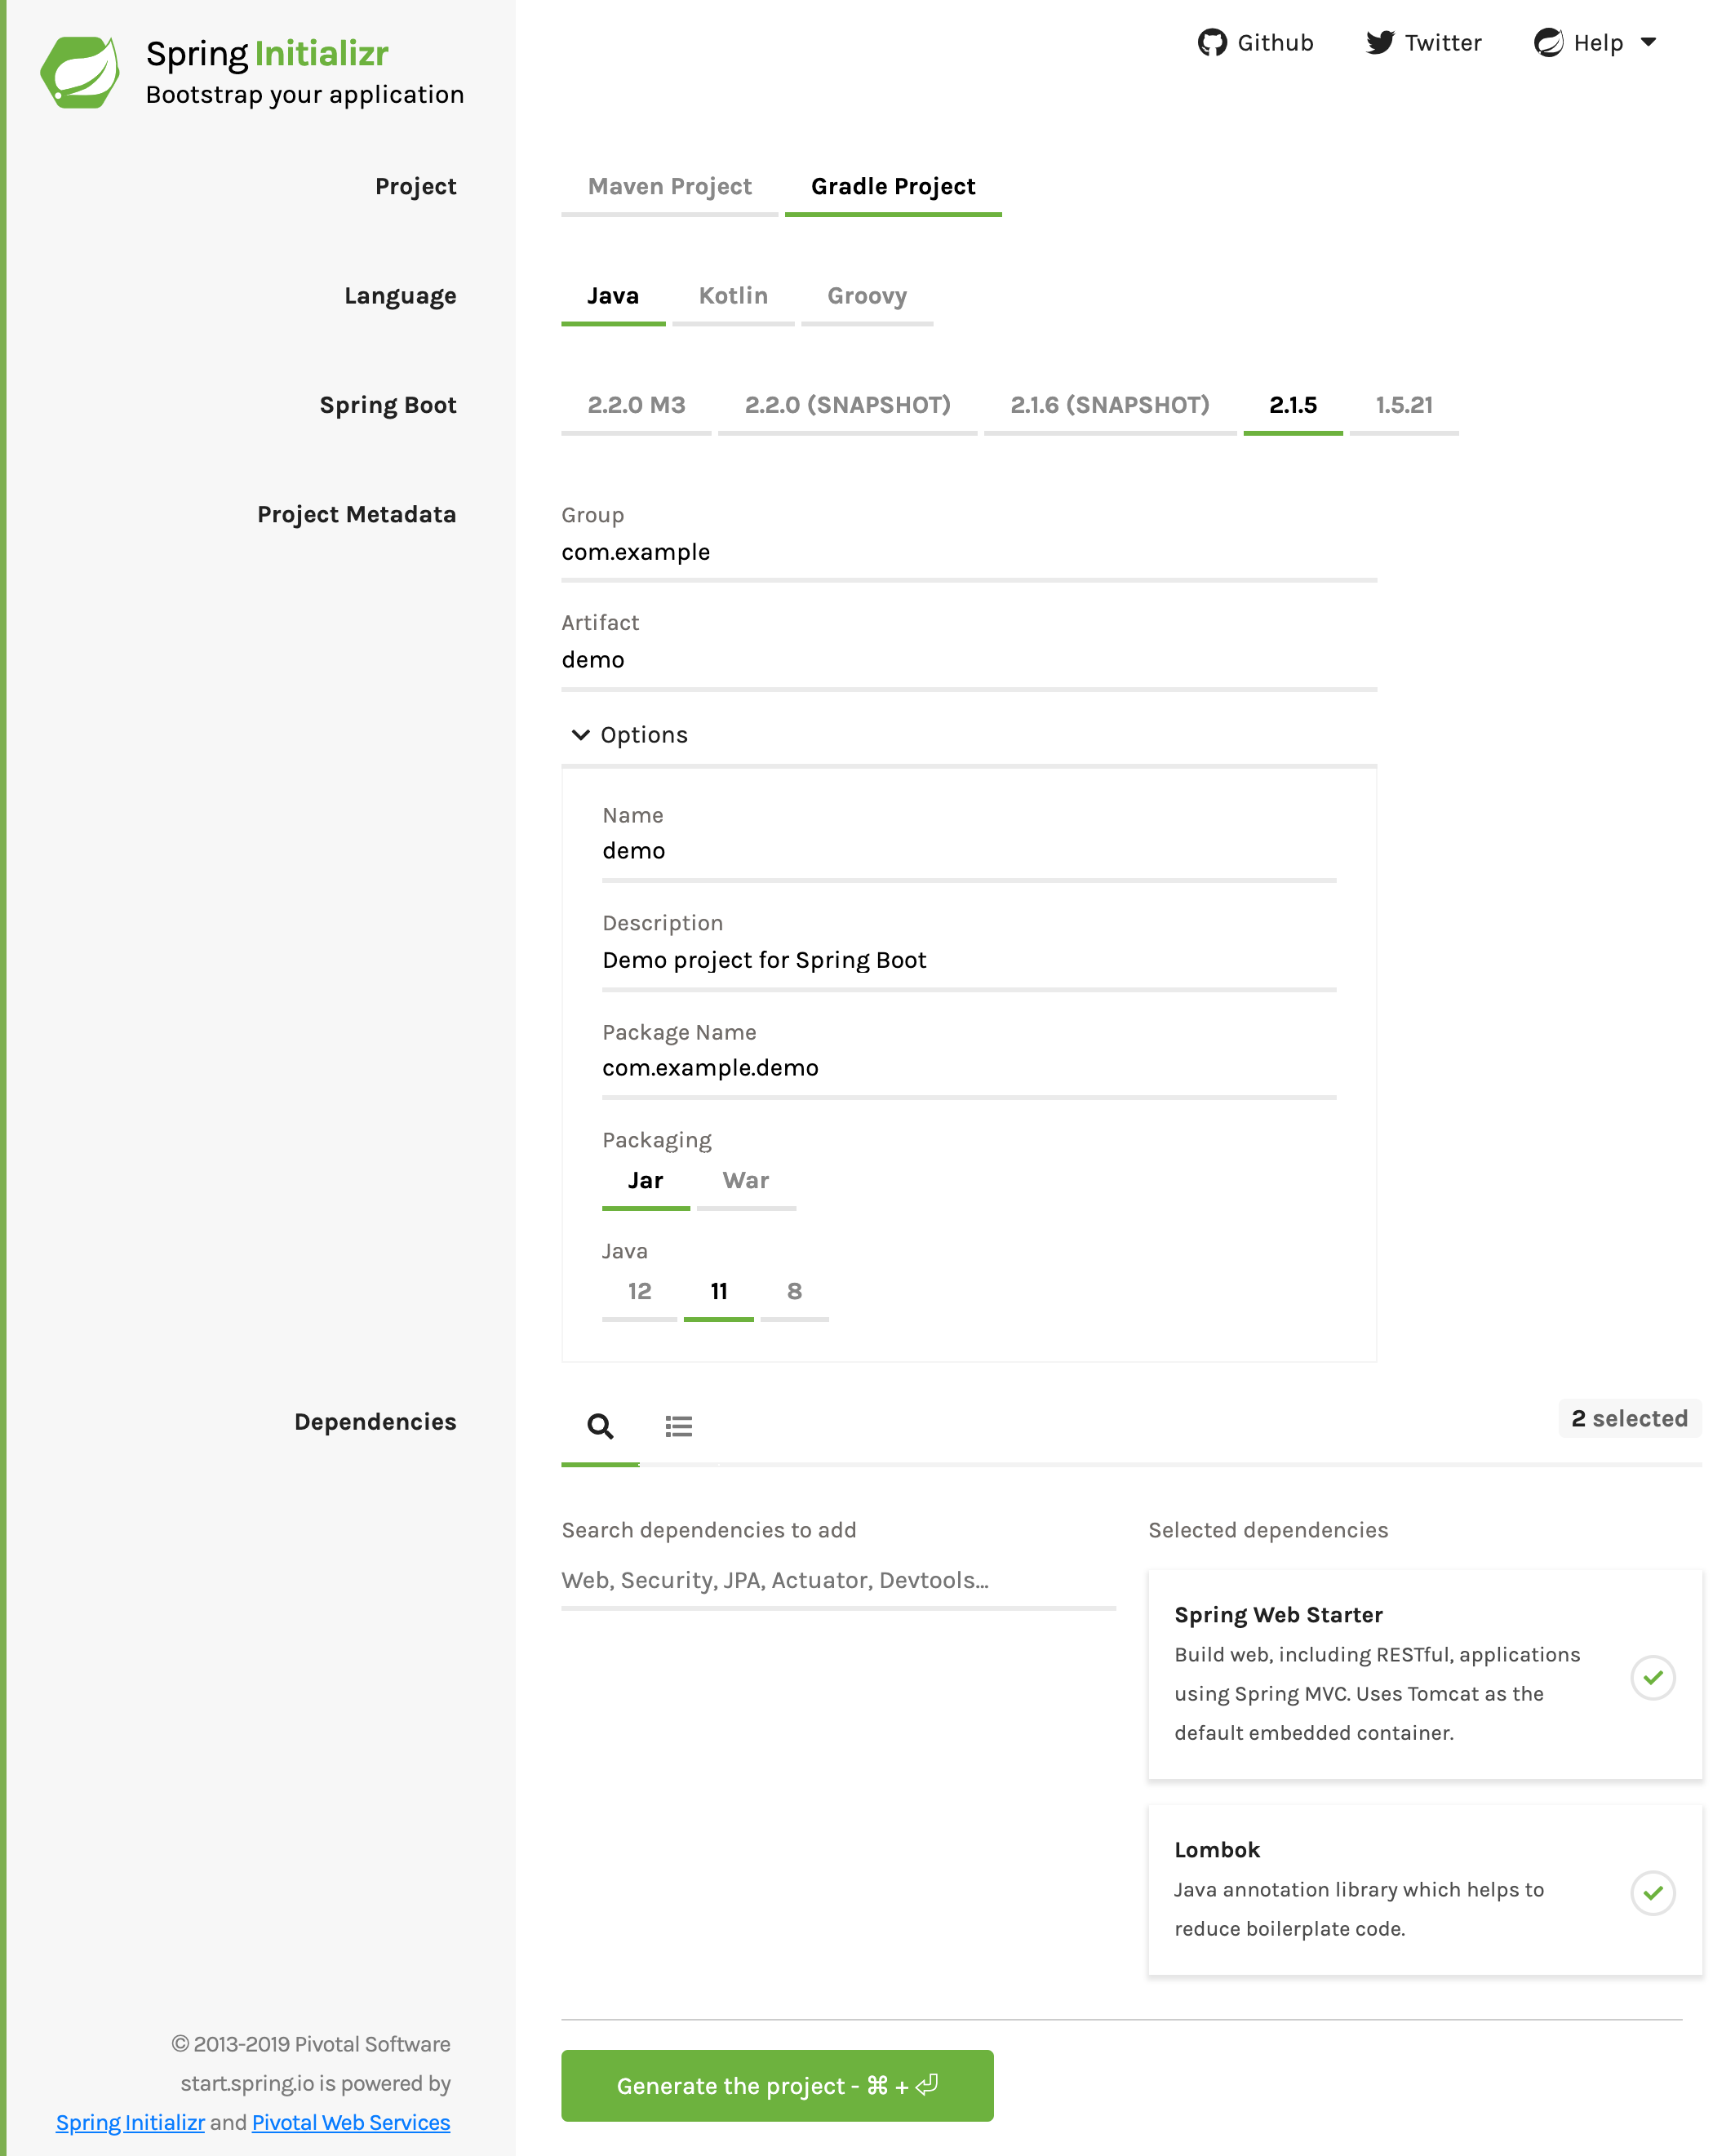 Spring Initializr
Bootstrap your application
Github
Twitter
Help
Project
Maven Project
Gradle Project
Language
Java
Kotlin
Groovy
Spring Boot
2.2.0 M3
2.2.0 (SNAPSHOT)
2.1.6 (SNAPSHOT)
2.1.5
1.5.21
Project Metadata
Group
com.example
Artifact
demo
Options
Name
demo
Description
Demo project for Spring Boot
Package Name
com.example.demo
Packaging
Jar
War
Java
12
11
8
Dependencies
2 selected
Search dependencies to add
Web, Security, JPA, Actuator, Devtools...
Selected dependencies
Spring Web Starter
Build web, including RESTful, applications
using Spring MVC. Uses Tomcat as the
default embedded container.
Lombok
Java annotation library which helps to
reduce boilerplate code.
© 2013-2019 Pivotal Software
start.spring.io is powered by
Spring Initializr and Pivotal Web Services
Generate the project - ⌘ + ⏎